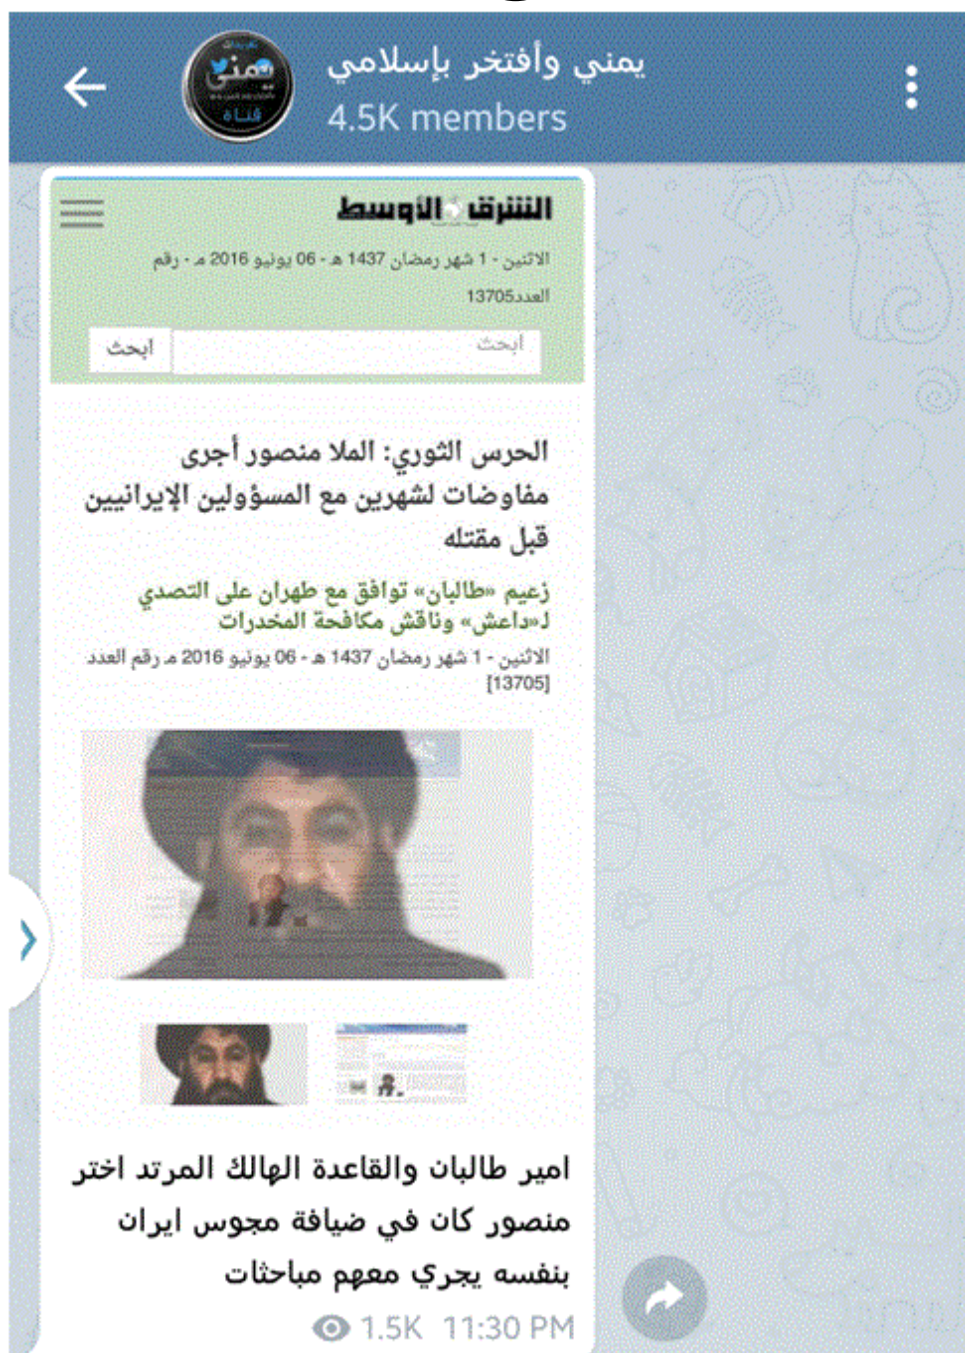 يمني وأفتخر بإسلامي
4.5K members
يمني
قناة
الشرق الأوسط
الاثنين - 1 شهر رمضان 1437 هـ - 06 يونيو 2016 مـ - رقم
العدد13705
ابحث
ابحث
الحرس الثوري: الملا منصور أجرى
مفاوضات لشهرين مع المسؤولين الإيرانيين
قبل مقتله
زعيم «طالبان» توافق مع طهران على التصدي
لـ«داعش» وناقش مكافحة المخدرات
الاثنين - 1 شهر رمضان 1437 هـ - 06 يونيو 2016 مـ رقم العدد
[13705]
امير طالبان والقاعدة الهالك المرتد اختر
منصور كان في ضيافة مجوس ايران
بنفسه يجري معهم مباحثات
1.5K 11:30 PM